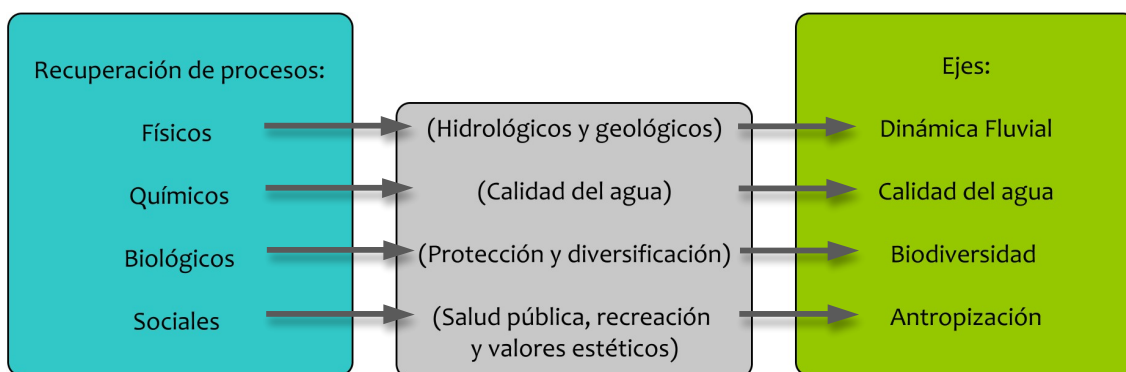 Recuperación de procesos:
Ejes:
Físicos
(Hidrológicos y geológicos)
Dinámica Fluvial
Químicos
(Calidad del agua)
Calidad del agua
Biológicos
(Protección y diversificación)
Biodiversidad
Sociales
(Salud pública, recreación
y valores estéticos)
Antropización